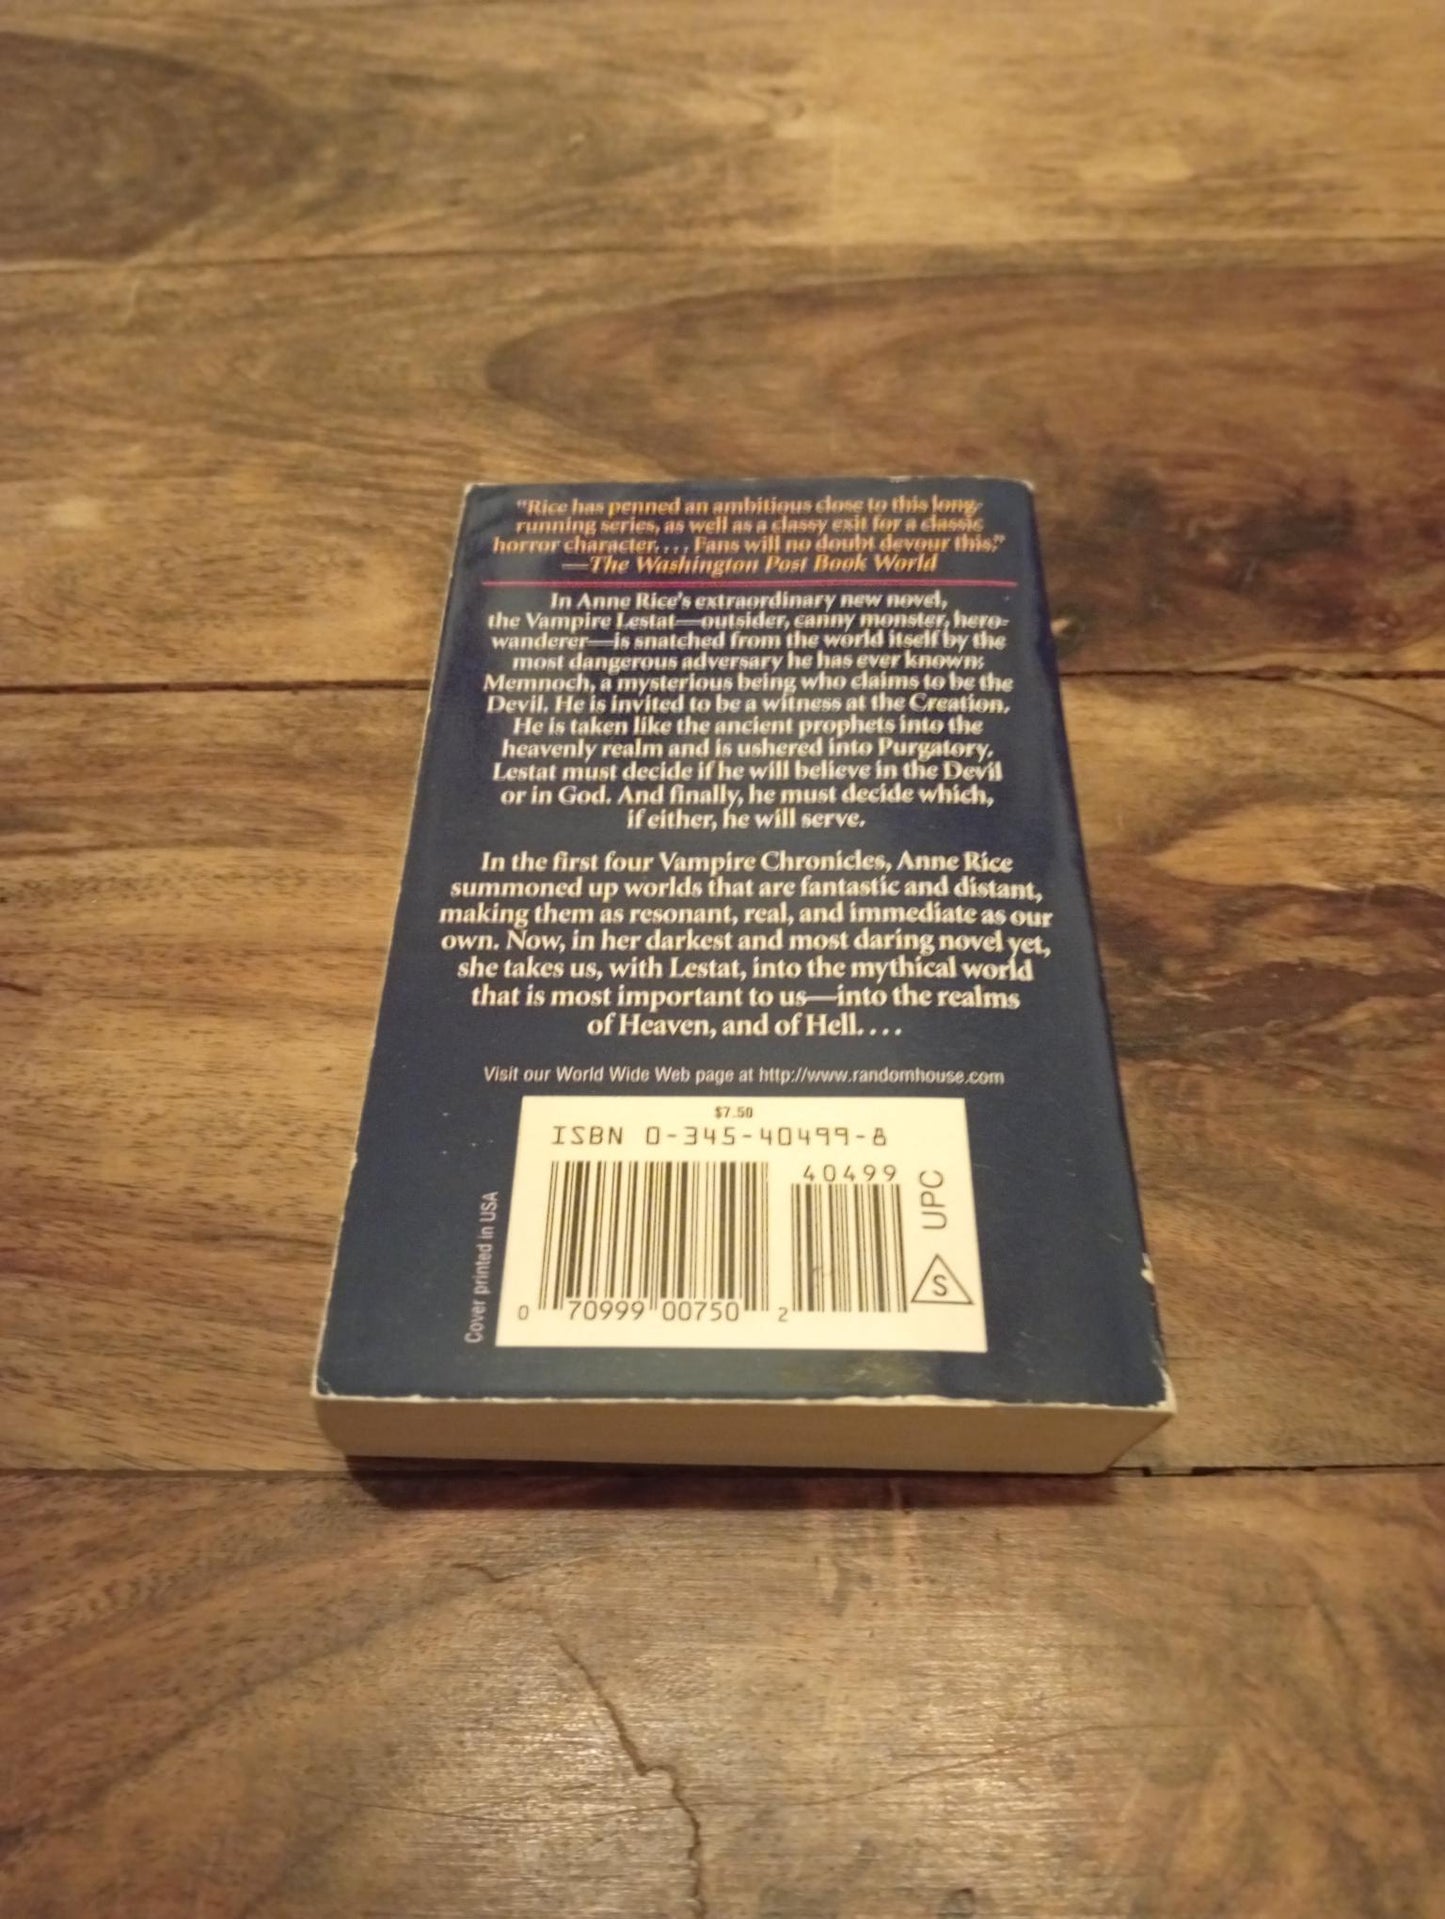 “Rice has penned an ambitious close to this long-
running series, as well as a classy exit for a classic
horror character. . . . Fans will no doubt devour this.”
—The Washington Post Book World
In Anne Rice's extraordinary new novel,
the Vampire Lestat—outsider, canny monster, hero-
wanderer—is snatched from the world itself by the
most dangerous adversary he has ever known:
Memnoch, a mysterious being who claims to be the
Devil. He is invited to be a witness at the Creation.
He is taken like the ancient prophets into the
heavenly realm and is ushered into Purgatory.
Lestat must decide if he will believe in the Devil
or in God. And finally, he must decide which,
if either, he will serve.
In the first four Vampire Chronicles, Anne Rice
summoned up worlds that are fantastic and distant,
making them as resonant, real, and immediate as our
own. Now, in her darkest and most daring novel yet,
she takes us, with Lestat, into the mythical world
that is most important to us—into the realms
of Heaven, and of Hell. . . .
Visit our World Wide Web page at http://www.randomhouse.com
$7.50
ISBN 0-345-40499-8
40499
0 70999 00750 2
UPC
S
Cover printed in USA